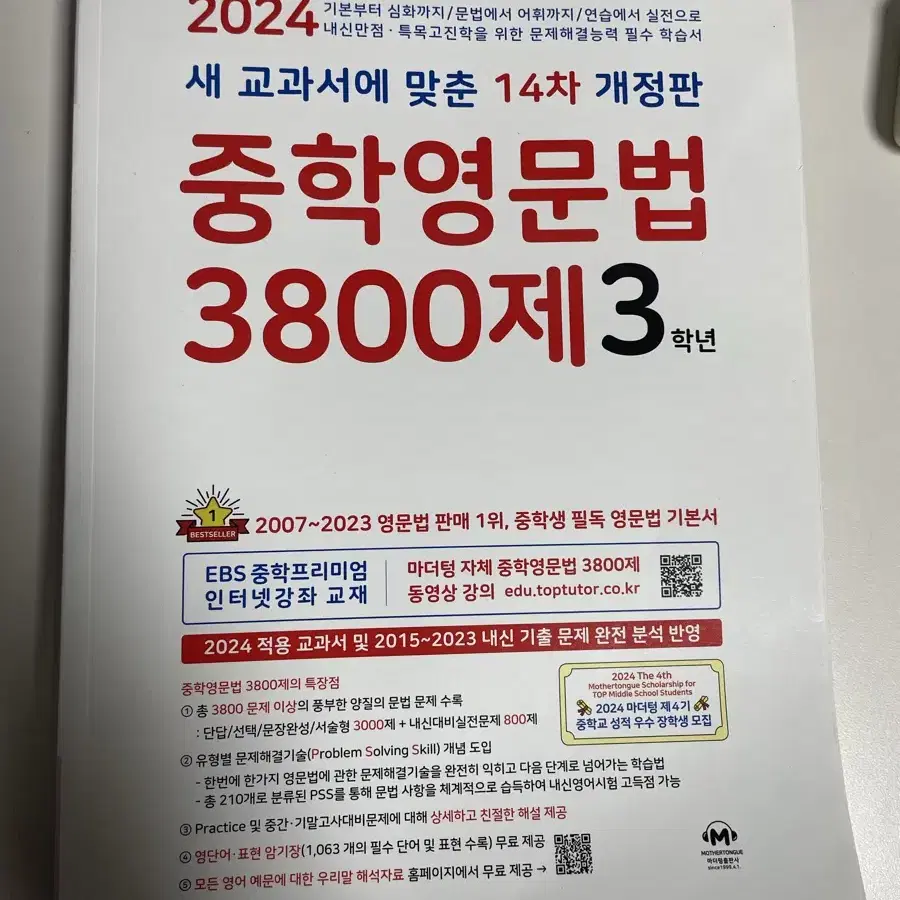 2024
기본부터 심화까지/문법에서 어휘까지/연습에서 실전으로
내신만점 · 특목고진학을 위한 문제해결능력 필수 학습서
새 교과서에 맞춘 14차 개정판
중학영문법
3800제 3 학년
1
BESTSELLER
2007~2023 영문법 판매 1위, 중학생 필독 영문법 기본서
EBS 중학프리미엄
인터넷강좌 교재
마더텅 자체 중학영문법 3800제
동영상 강의 edu.toptutor.co.kr
2024 적용 교과서 및 2015~2023 내신 기출 문제 완전 분석 반영
중학영문법 3800제의 특장점
① 총 3800 문제 이상의 풍부한 양질의 문법 문제 수록
: 단답/선택/문장완성/서술형 3000제 + 내신대비실전문제 800제
② 유형별 문제해결기술(Problem Solving Skill) 개념 도입
- 한번에 한가지 영문법에 관한 문제해결기술을 완전히 익히고 다음 단계로 넘어가는 학습법
- 총 210개로 분류된 PSS를 통해 문법 사항을 체계적으로 습득하여 내신영어시험 고득점 가능
③ Practice 및 중간·기말고사대비문제에 대해 상세하고 친절한 해설 제공
④ 영단어·표현 암기장(1,063 개의 필수 단어 및 표현 수록) 무료 제공
⑤ 모든 영어 예문에 대한 우리말 해석자료 홈페이지에서 무료 제공 →
2024 The 4th
Mothertongue Scholarship for
TOP Middle School Students
2024 마더텅 제4기
중학교 성적 우수 장학생 모집
M
MOTHERTONGUE
마더텅출판사
since1999.4.1.